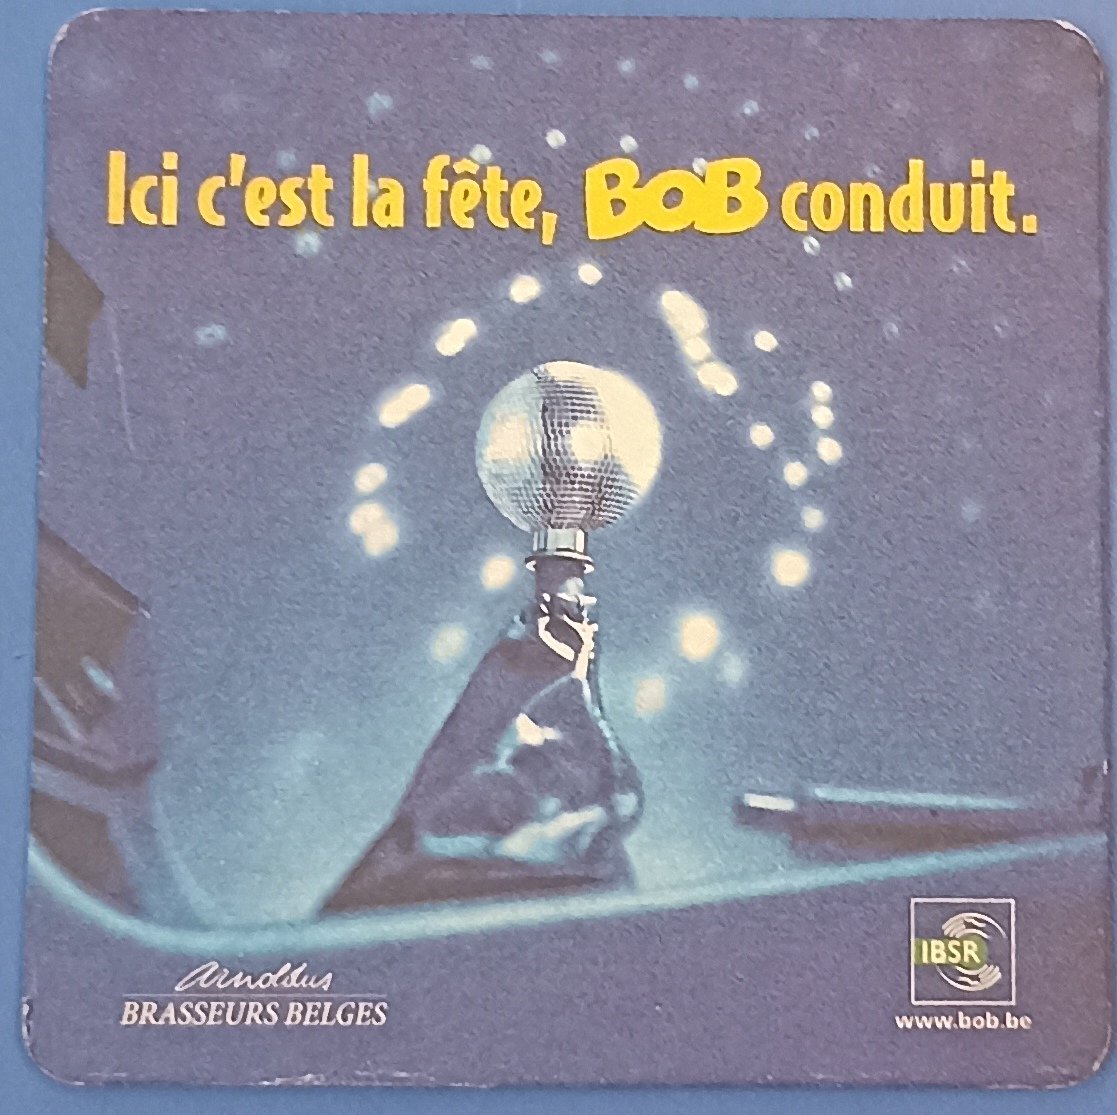 Ici c'est la fête, BOB conduit.
Arnoldus
BRASSEURS BELGES
IBSR
www.bob.be